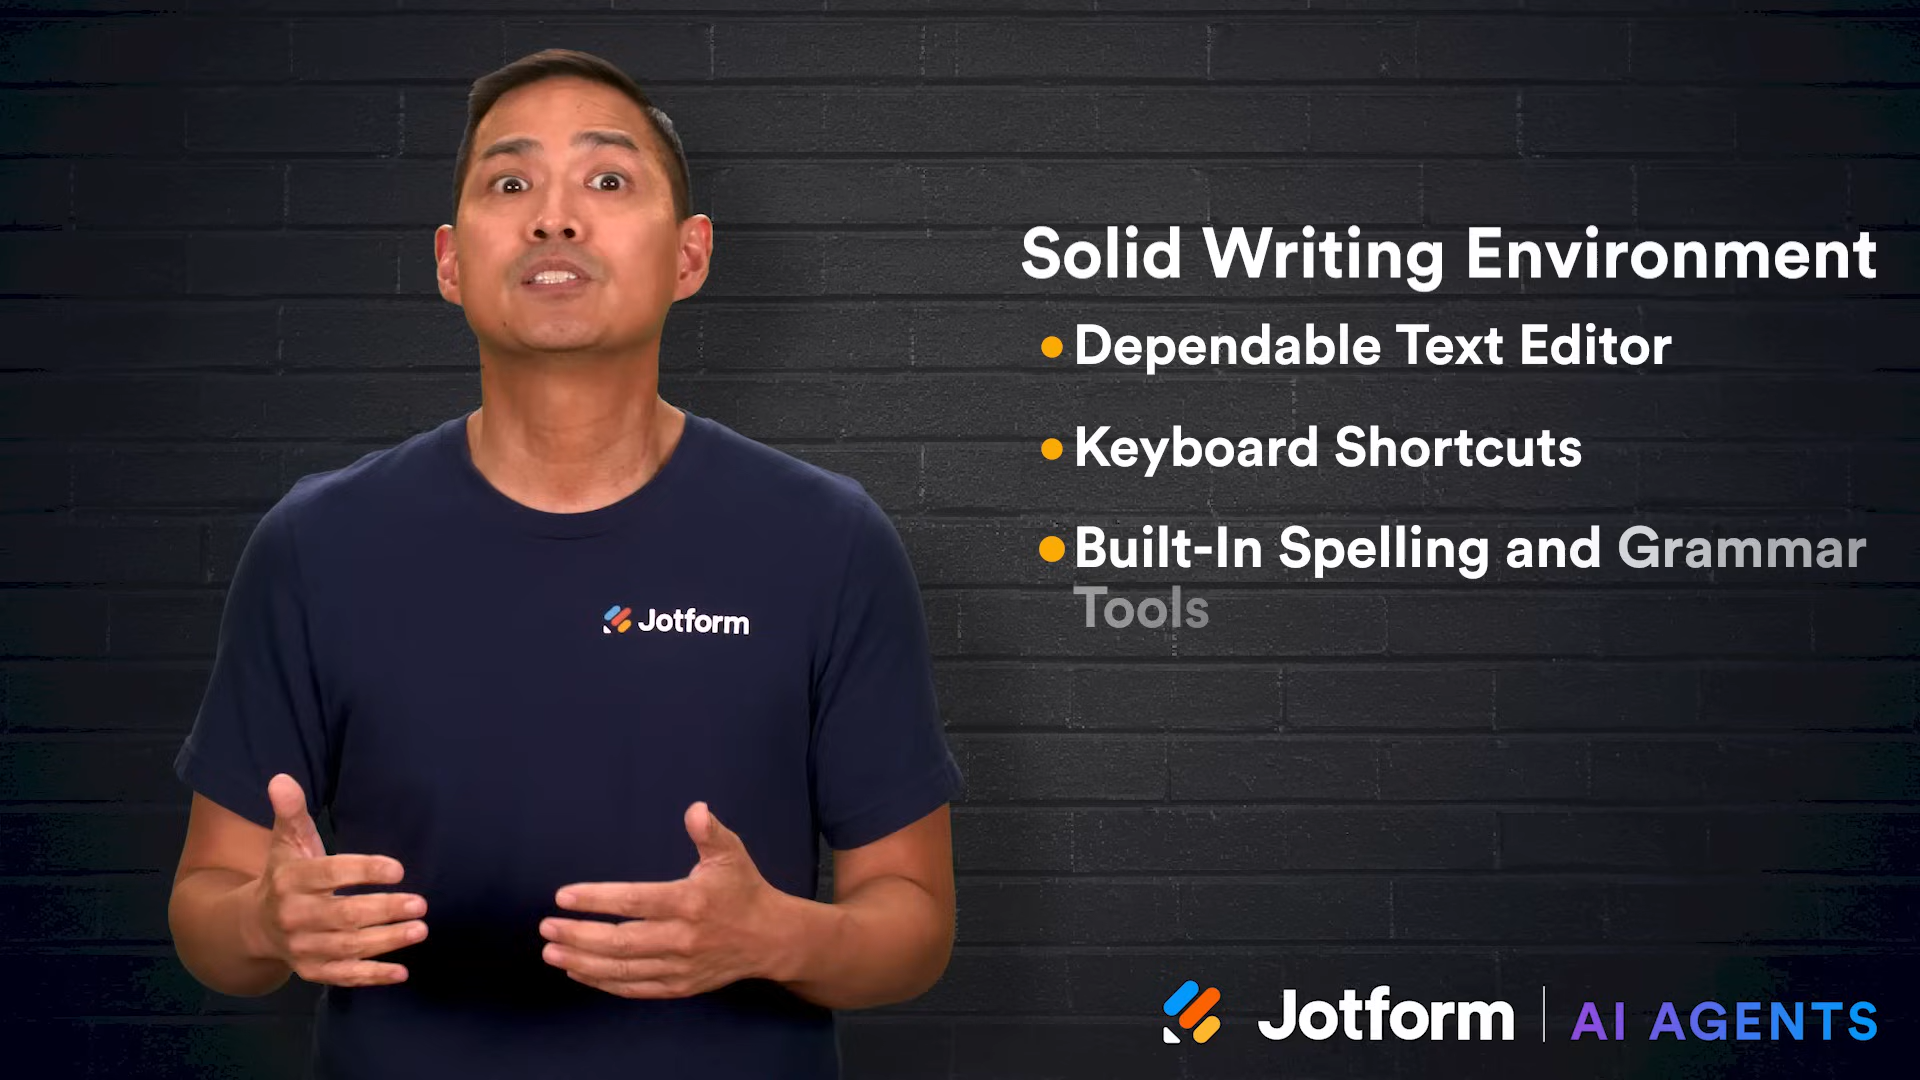 Solid Writing Environment
•Dependable Text Editor
•Keyboard Shortcuts
•Built-In Spelling and Grammar
Tools
Jotform
Jotform | AI AGENTS